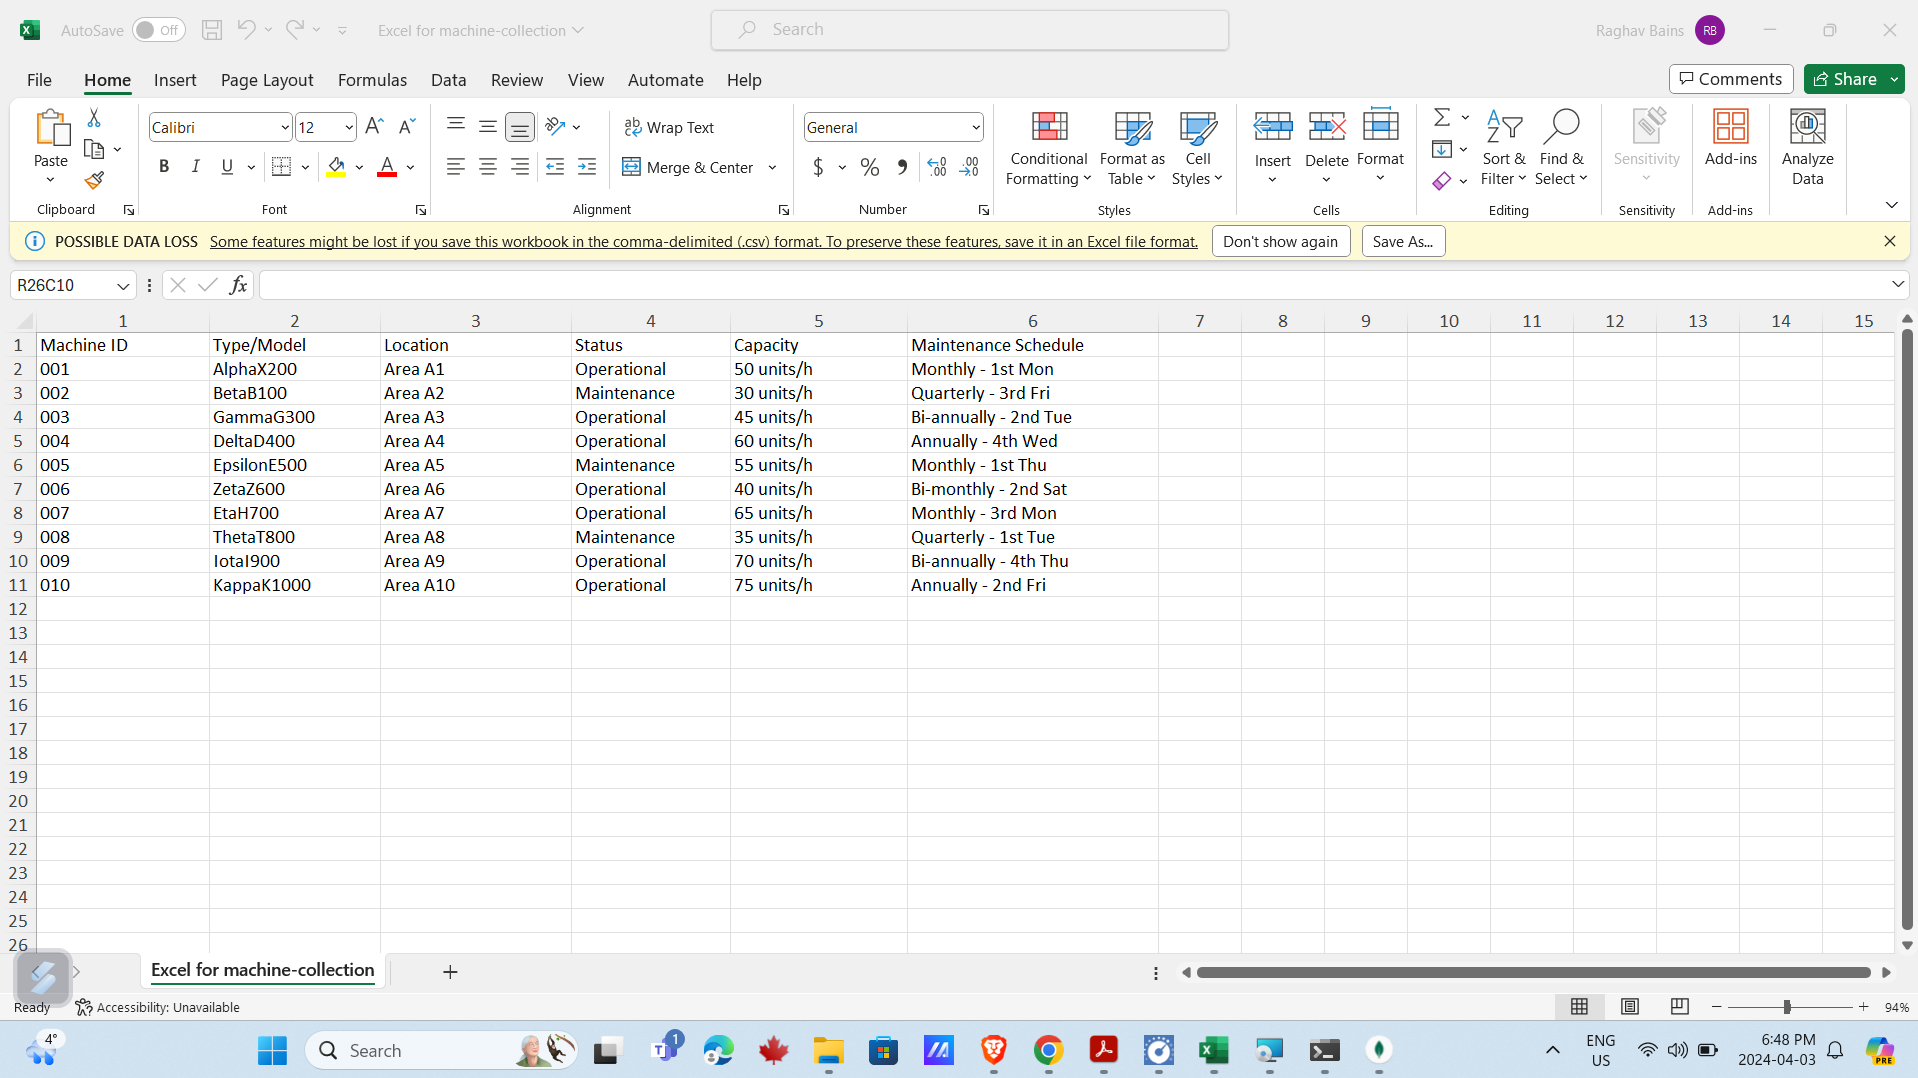 AutoSave Off Excel for machine-collection Search Raghav Bains RB
File Home Insert Page Layout Formulas Data Review View Automate Help Comments Share
Paste Calibri 12 Wrap Text General Conditional Formatting Format as Table Cell Styles Insert Delete Format Sort & Filter Find & Select Sensitivity Add-ins Analyze Data
B I U A Merge & Center $ %
Clipboard Font Alignment Number Styles Cells Editing Sensitivity Add-ins
POSSIBLE DATA LOSS Some features might be lost if you save this workbook in the comma-delimited (.csv) format. To preserve these features, save it in an Excel file format. Don't show again Save As...
R26C10 fx
1 2 3 4 5 6 7 8 9 10 11 12 13 14 15
1 Machine ID Type/Model Location Status Capacity Maintenance Schedule
2 001 AlphaX200 Area A1 Operational 50 units/h Monthly - 1st Mon
3 002 BetaB100 Area A2 Maintenance 30 units/h Quarterly - 3rd Fri
4 003 GammaG300 Area A3 Operational 45 units/h Bi-annually - 2nd Tue
5 004 DeltaD400 Area A4 Operational 60 units/h Annually - 4th Wed
6 005 EpsilonE500 Area A5 Maintenance 55 units/h Monthly - 1st Thu
7 006 ZetaZ600 Area A6 Operational 40 units/h Bi-monthly - 2nd Sat
8 007 EtaH700 Area A7 Operational 65 units/h Monthly - 3rd Mon
9 008 ThetaT800 Area A8 Maintenance 35 units/h Quarterly - 1st Tue
10 009 IotaI900 Area A9 Operational 70 units/h Bi-annually - 4th Thu
11 010 KappaK1000 Area A10 Operational 75 units/h Annually - 2nd Fri
12
13
14
15
16
17
18
19
20
21
22
23
24
25
26
Excel for machine-collection
Ready Accessibility: Unavailable 94%
4° Search 1 ENG US 6:48 PM 2024-04-03 PRE